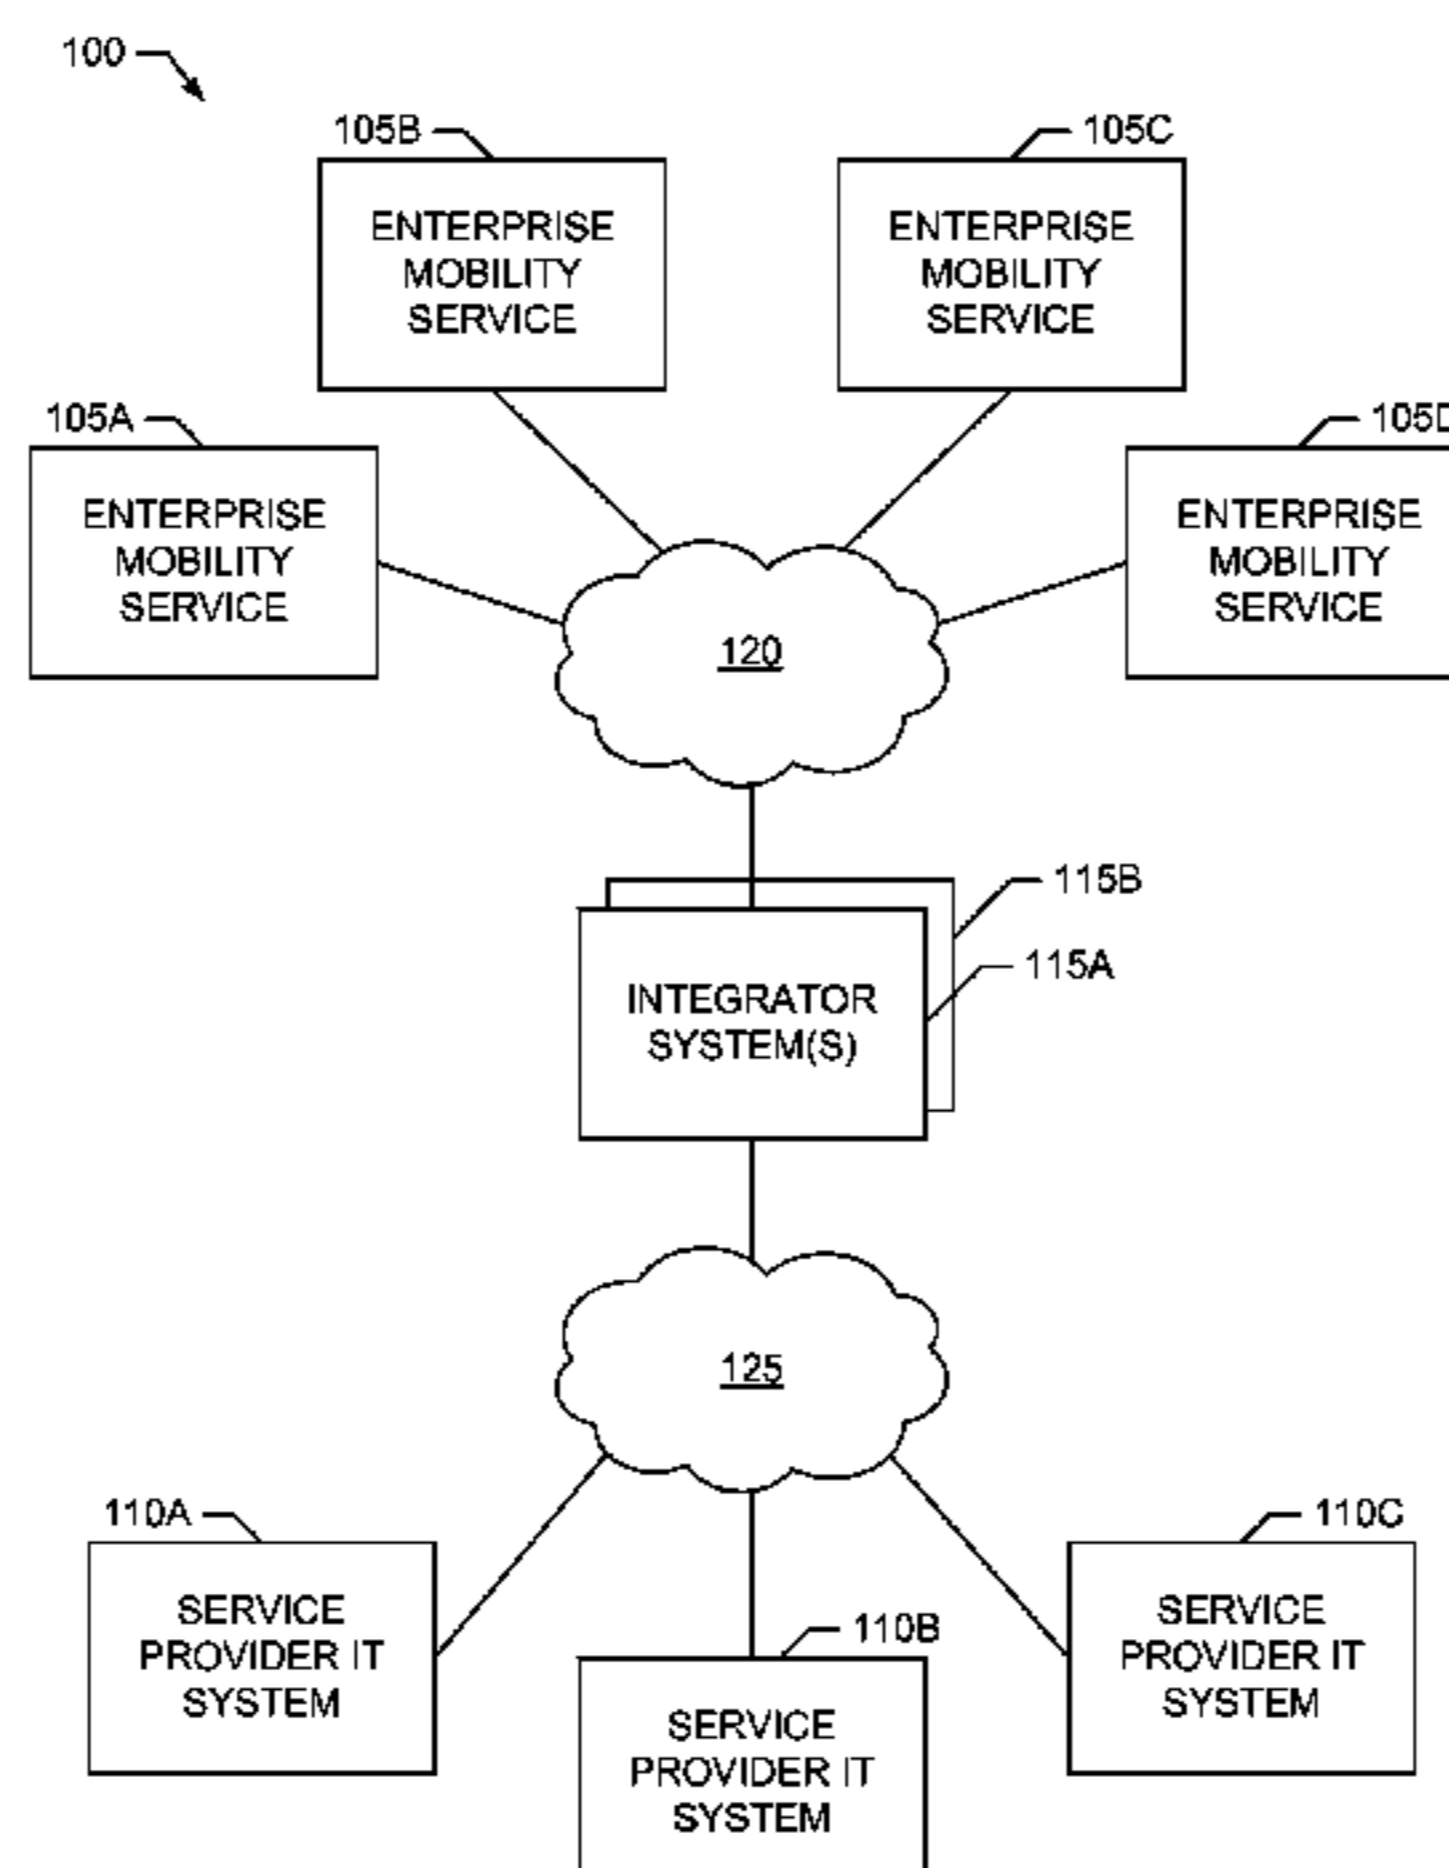 100
105B
105C
ENTERPRISE
MOBILITY
SERVICE
ENTERPRISE
MOBILITY
SERVICE
105A
105D
ENTERPRISE
MOBILITY
SERVICE
ENTERPRISE
MOBILITY
SERVICE
120
115B
115A
INTEGRATOR
SYSTEM(S)
125
110A
110C
SERVICE
PROVIDER IT
SYSTEM
110B
SERVICE
PROVIDER IT
SYSTEM
SERVICE
PROVIDER IT
SYSTEM